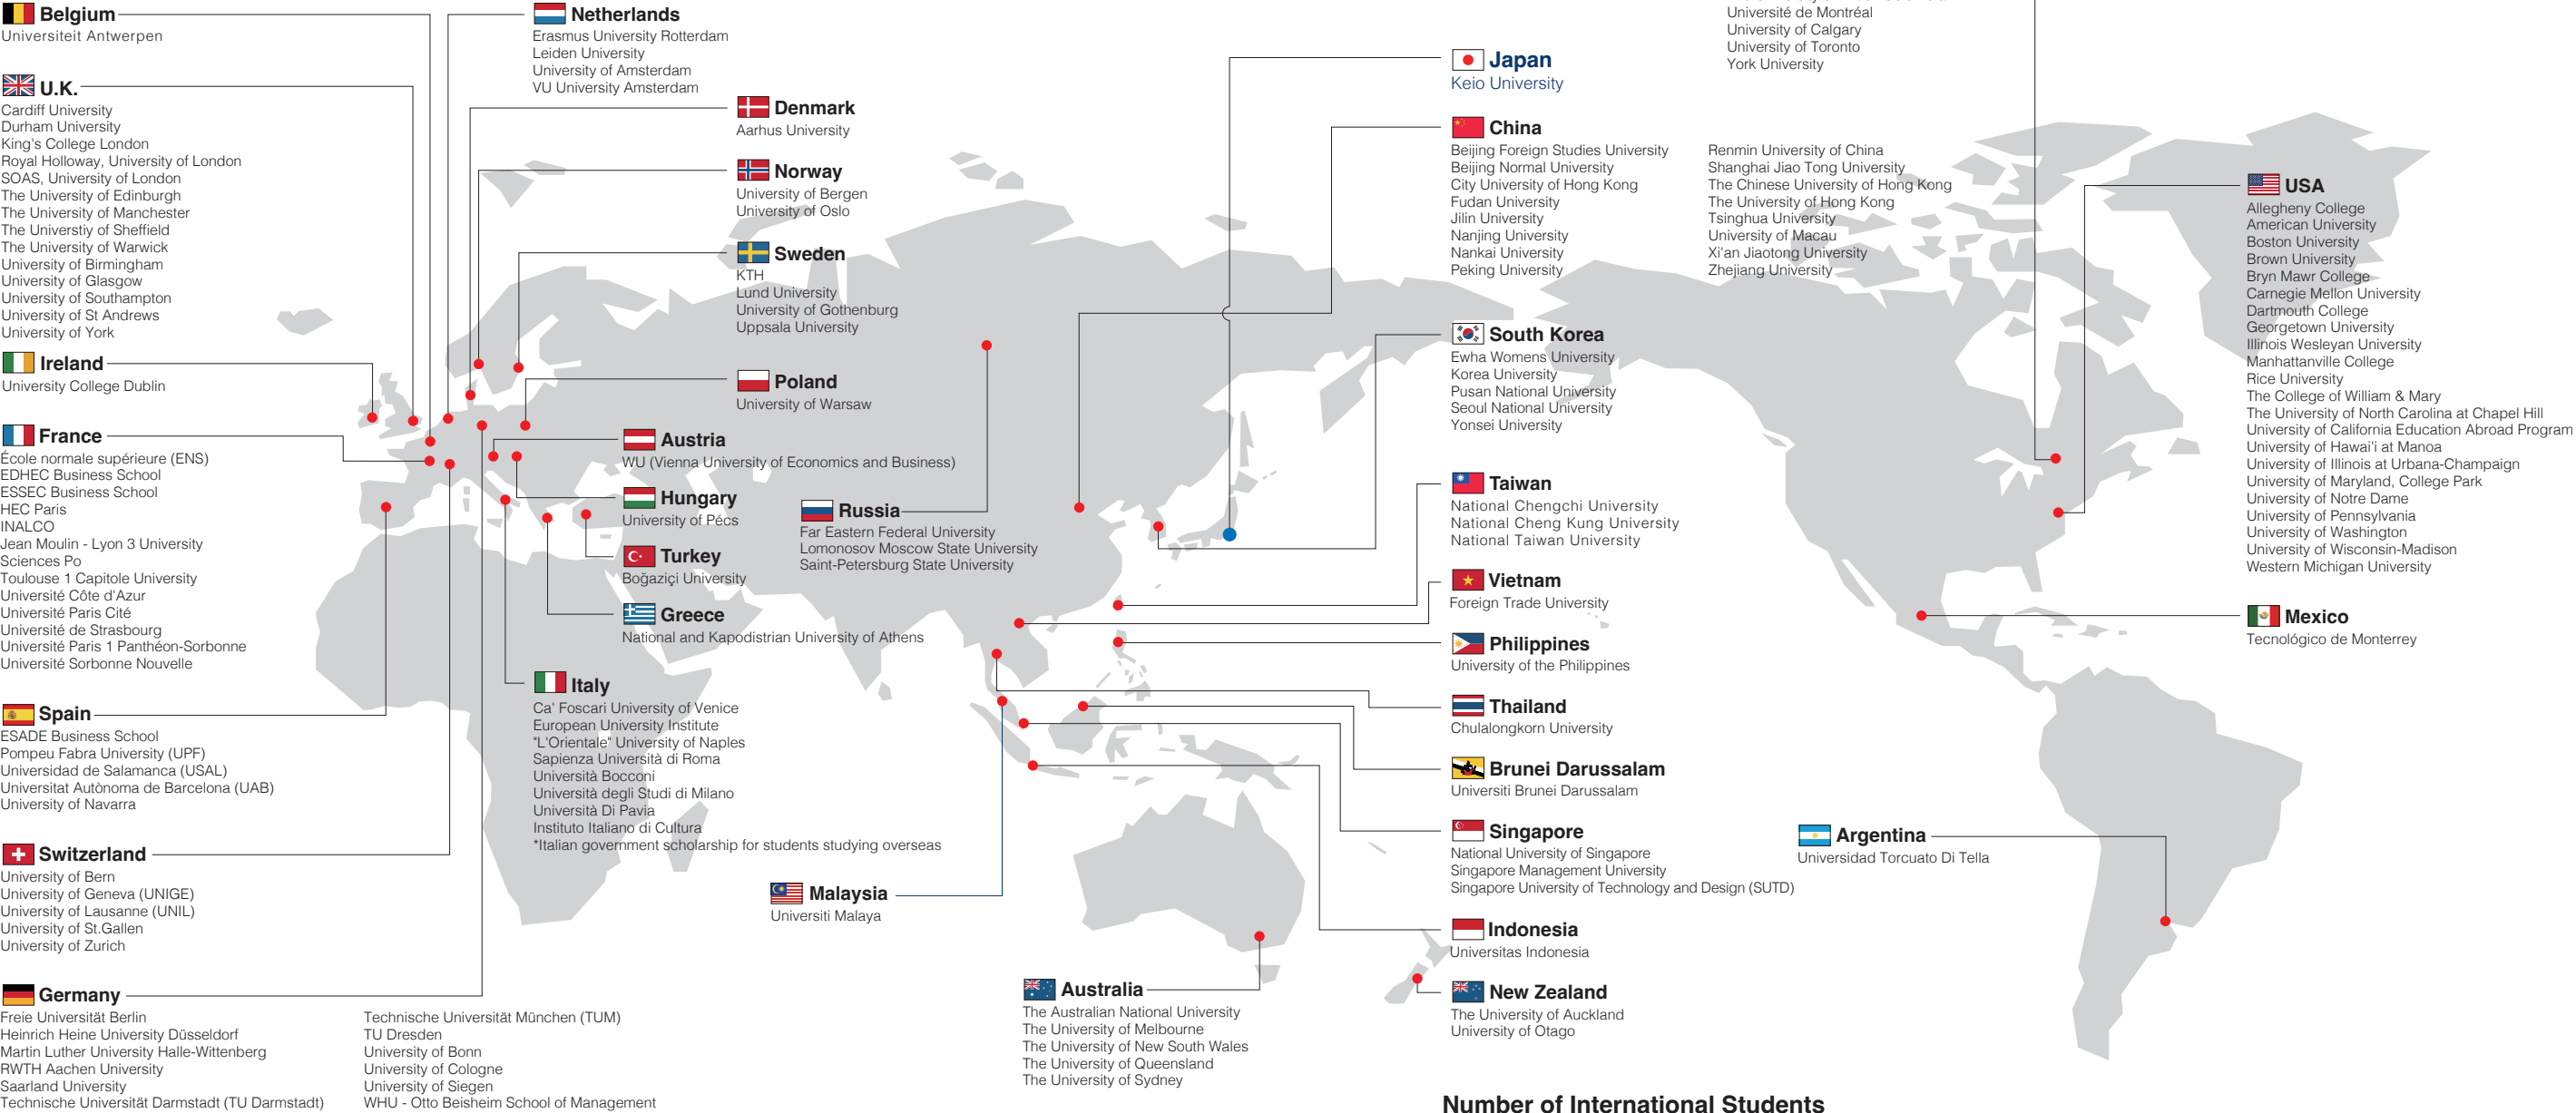 Belgium
Universiteit Antwerpen
U.K.
Cardiff University
Durham University
King's College London
Royal Holloway, University of London
SOAS, University of London
The University of Edinburgh
The University of Manchester
The Universtiy of Sheffield
The University of Warwick
University of Birmingham
University of Glasgow
University of Southampton
University of St Andrews
University of York
Ireland
University College Dublin
France
École normale supérieure (ENS)
EDHEC Business School
ESSEC Business School
HEC Paris
INALCO
Jean Moulin - Lyon 3 University
Sciences Po
Toulouse 1 Capitole University
Université Côte d'Azur
Université Paris Cité
Université de Strasbourg
Université Paris 1 Panthéon-Sorbonne
Université Sorbonne Nouvelle
Spain
ESADE Business School
Pompeu Fabra University (UPF)
Universidad de Salamanca (USAL)
Universitat Autònoma de Barcelona (UAB)
University of Navarra
Switzerland
University of Bern
University of Geneva (UNIGE)
University of Lausanne (UNIL)
University of St.Gallen
University of Zurich
Germany
Freie Universität Berlin
Heinrich Heine University Düsseldorf
Martin Luther University Halle-Wittenberg
RWTH Aachen University
Saarland University
Technische Universität Darmstadt (TU Darmstadt)
Technische Universität München (TUM)
TU Dresden
University of Bonn
University of Cologne
University of Siegen
WHU - Otto Beisheim School of Management
Netherlands
Erasmus University Rotterdam
Leiden University
University of Amsterdam
VU University Amsterdam
Denmark
Aarhus University
Norway
University of Bergen
University of Oslo
Sweden
KTH
Lund University
University of Gothenburg
Uppsala University
Poland
University of Warsaw
Austria
WU (Vienna University of Economics and Business)
Hungary
University of Pécs
Turkey
Boğaziçi University
Greece
National and Kapodistrian University of Athens
Italy
Ca' Foscari University of Venice
European University Institute
"L'Orientale" University of Naples
Sapienza Università di Roma
Università Bocconi
Università degli Studi di Milano
Università Di Pavia
Instituto Italiano di Cultura
*Italian government scholarship for students studying overseas
Russia
Far Eastern Federal University
Lomonosov Moscow State University
Saint-Petersburg State University
Malaysia
Universiti Malaya
Australia
The Australian National University
The University of Melbourne
The University of New South Wales
The University of Queensland
The University of Sydney
Japan
Keio University
China
Beijing Foreign Studies University
Beijing Normal University
City University of Hong Kong
Fudan University
Jilin University
Nanjing University
Nankai University
Peking University
Renmin University of China
Shanghai Jiao Tong University
The Chinese University of Hong Kong
The University of Hong Kong
Tsinghua University
University of Macau
Xi'an Jiaotong University
Zhejiang University
South Korea
Ewha Womens University
Korea University
Pusan National University
Seoul National University
Yonsei University
Taiwan
National Chengchi University
National Cheng Kung University
National Taiwan University
Vietnam
Foreign Trade University
Philippines
University of the Philippines
Thailand
Chulalongkorn University
Brunei Darussalam
Universiti Brunei Darussalam
Singapore
National University of Singapore
Singapore Management University
Singapore University of Technology and Design (SUTD)
Indonesia
Universitas Indonesia
New Zealand
The University of Auckland
University of Otago
Université de Montréal
University of Calgary
University of Toronto
York University
USA
Allegheny College
American University
Boston University
Brown University
Bryn Mawr College
Carnegie Mellon University
Dartmouth College
Georgetown University
Illinois Wesleyan University
Manhattanville College
Rice University
The College of William & Mary
The University of North Carolina at Chapel Hill
University of California Education Abroad Program
University of Hawai'i at Manoa
University of Illinois at Urbana-Champaign
University of Maryland, College Park
University of Notre Dame
University of Pennsylvania
University of Washington
University of Wisconsin-Madison
Western Michigan University
Mexico
Tecnológico de Monterrey
Argentina
Universidad Torcuato Di Tella
Number of International Students